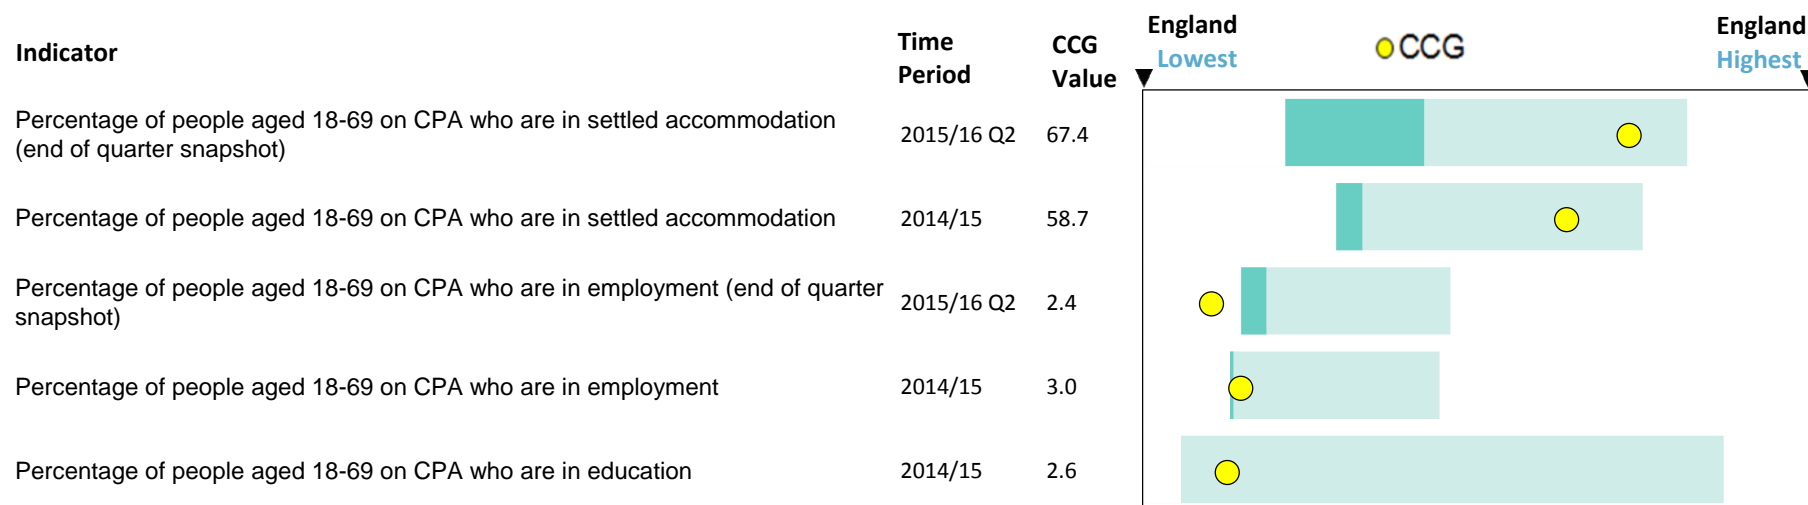 Indicator
Time
Period
CCG
Value
England
Lowest
CCG
England
Highest
Percentage of people aged 18-69 on CPA who are in settled accommodation
(end of quarter snapshot)
2015/16 Q2
67.4
Percentage of people aged 18-69 on CPA who are in settled accommodation
2014/15
58.7
Percentage of people aged 18-69 on CPA who are in employment (end of quarter
snapshot)
2015/16 Q2
2.4
Percentage of people aged 18-69 on CPA who are in employment
2014/15
3.0
Percentage of people aged 18-69 on CPA who are in education
2014/15
2.6